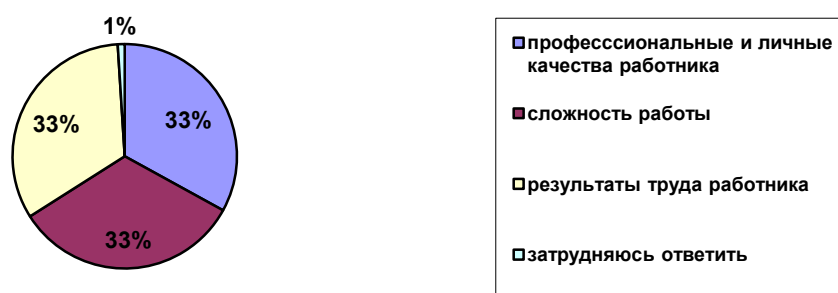 1%
33%
33%
33%
професссиональные и личные
качества работника
сложность работы
результаты труда работника
затрудняюсь ответить